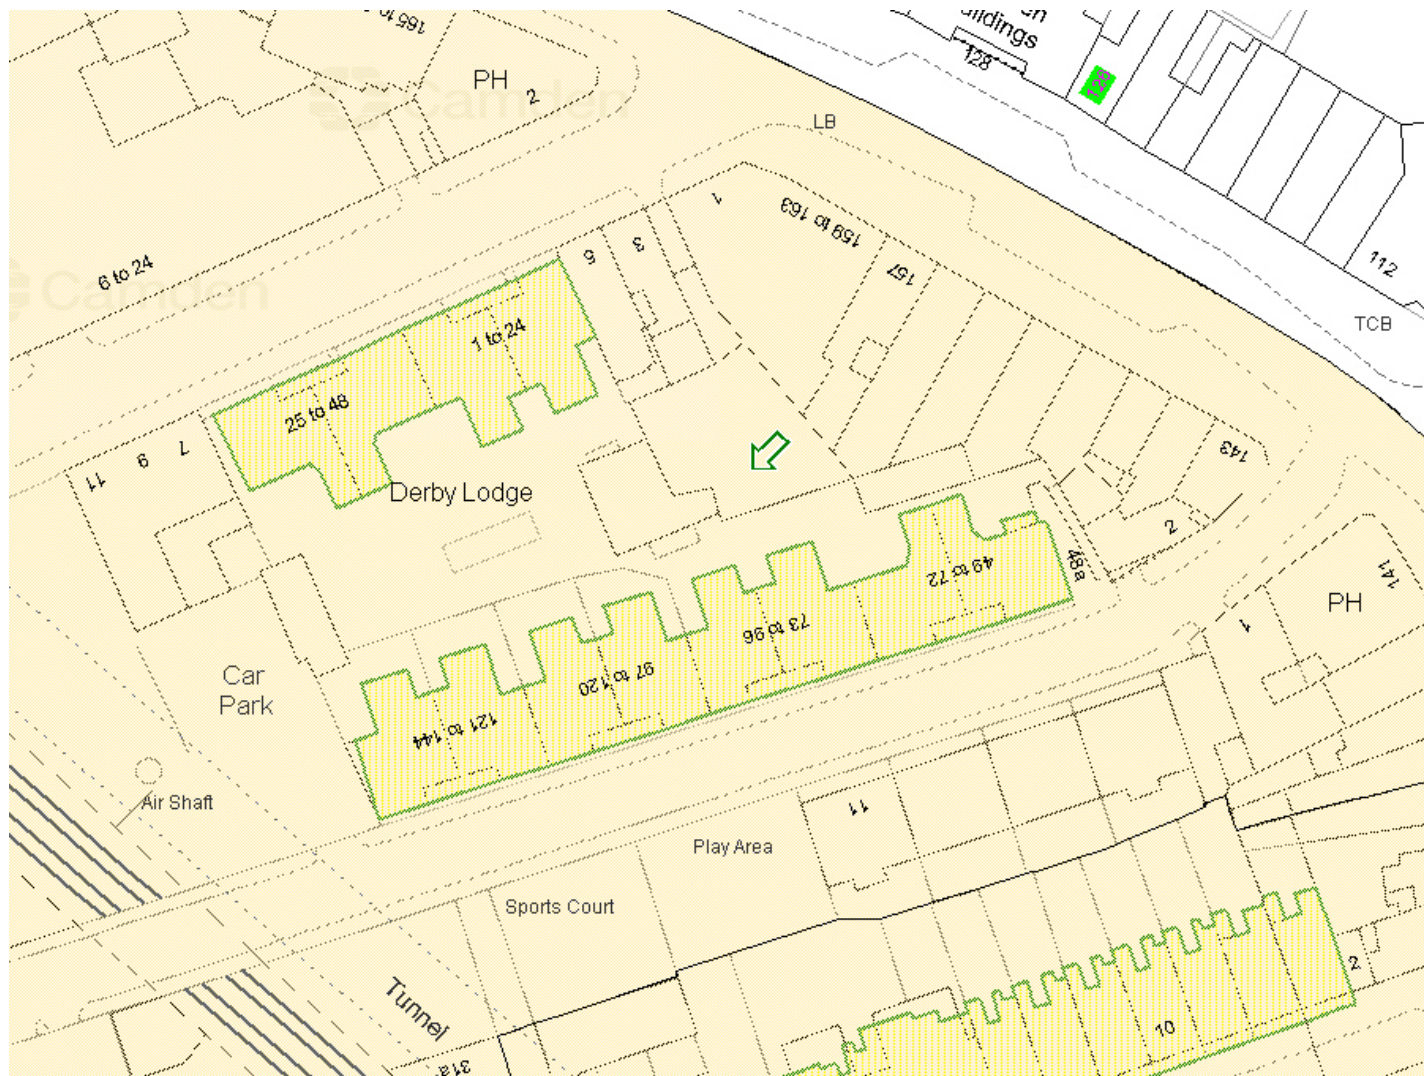 165 to
PH
2
ildings
128
126
LB
Camden
1
159 to 163
3
5
157
6 to 24
Camden
112
TCB
1 to 24
25 to 48
7
9
11
143
Derby Lodge
2
48a
49 to 72
141
PH
1
73 to 96
97 to 120
Car
Park
121 to 144
Air Shaft
11
Play Area
Sports Court
2
Tunnel
10
31a